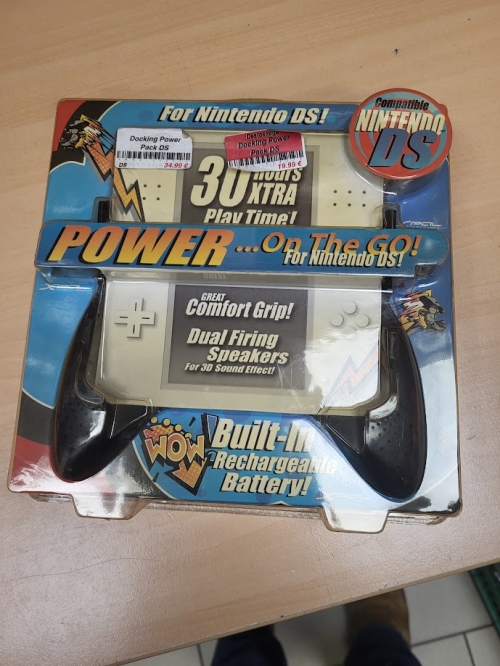 For Nintendo DS!
Compatible
NINTENDO
DS
Docking Power
Pack DS
DS
34.99 €
Docking Power
Pack DS
19.99 €
30 HOURS
XTRA
Play Time!
POWER ...On The GO!
For Nintendo DS!
GREAT
Comfort Grip!
Dual Firing
Speakers
For 3D Sound Effect!
WOW
Built-In
Rechargeable
Battery!